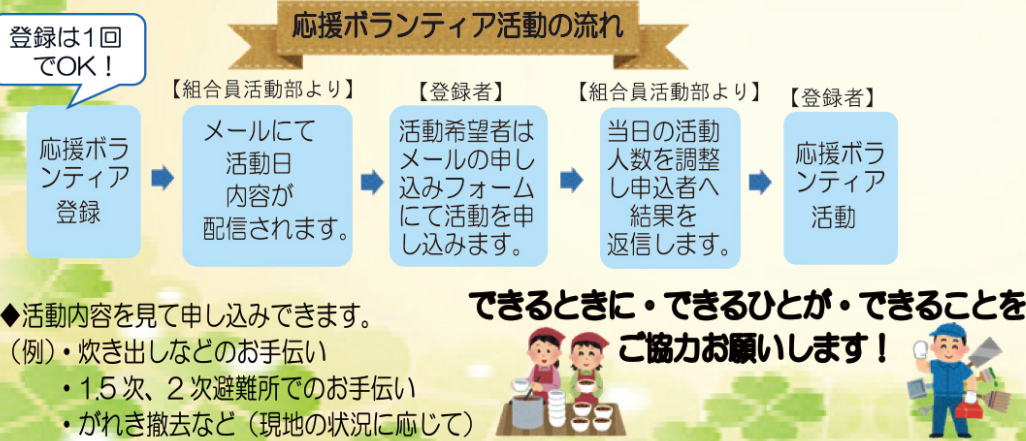 応援ボランティア活動の流れ
登録は1回
でOK！
応援ボラ
ンティア
登録
【組合員活動部より】
メールにて
活動日
内容が
配信されます。
【登録者】
活動希望者は
メールの申し
込みフォーム
にて活動を申
し込みます。
【組合員活動部より】
当日の活動
人数を調整
し申込者へ
結果を
返信します。
【登録者】
応援ボラ
ンティア
活動
◆活動内容を見て申し込みできます。
（例）・炊き出しなどのお手伝い
・1.5次、2次避難所でのお手伝い
・がれき撤去など（現地の状況に応じて）
できるときに・できるひとが・できることを
ご協力お願いします！